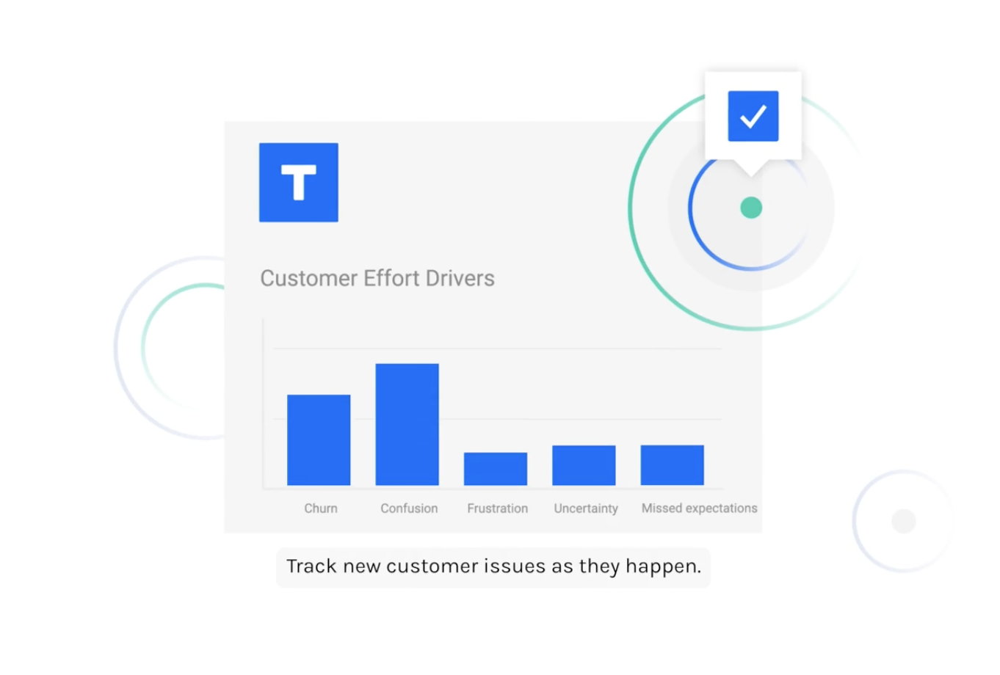 T
Customer Effort Drivers
Churn Confusion Frustration Uncertainty Missed expectations
Track new customer issues as they happen.